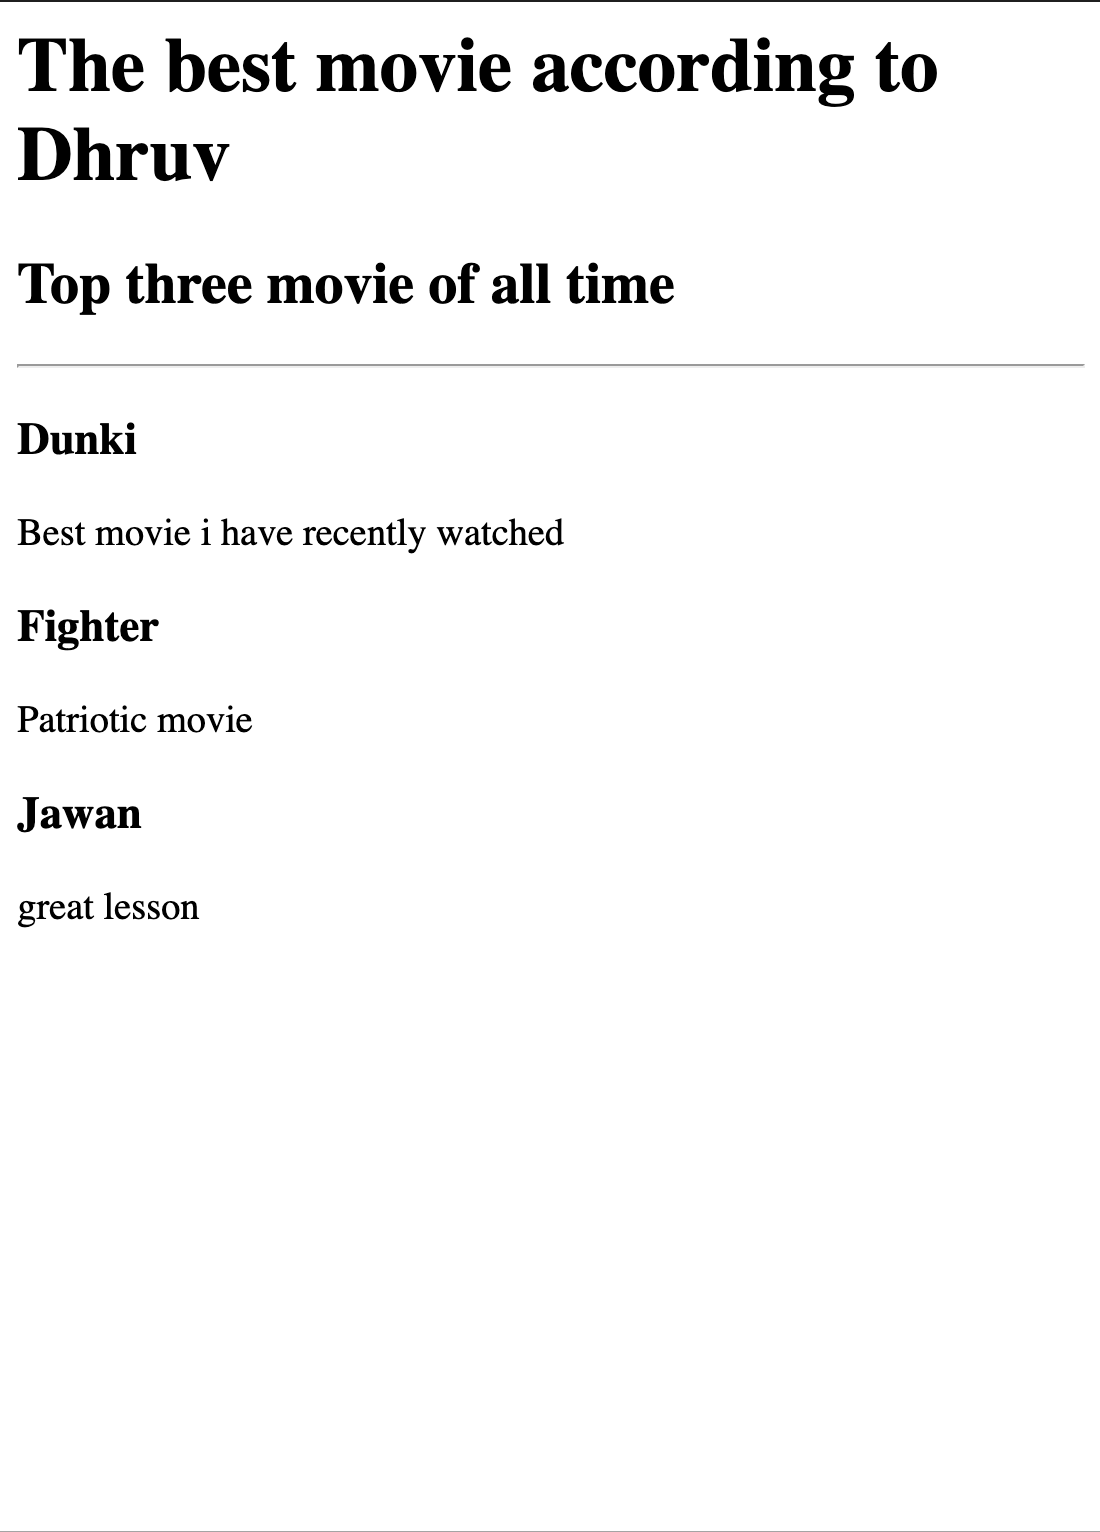 The best movie according to
Dhruv
Top three movie of all time
Dunki
Best movie i have recently watched
Fighter
Patriotic movie
Jawan
great lesson